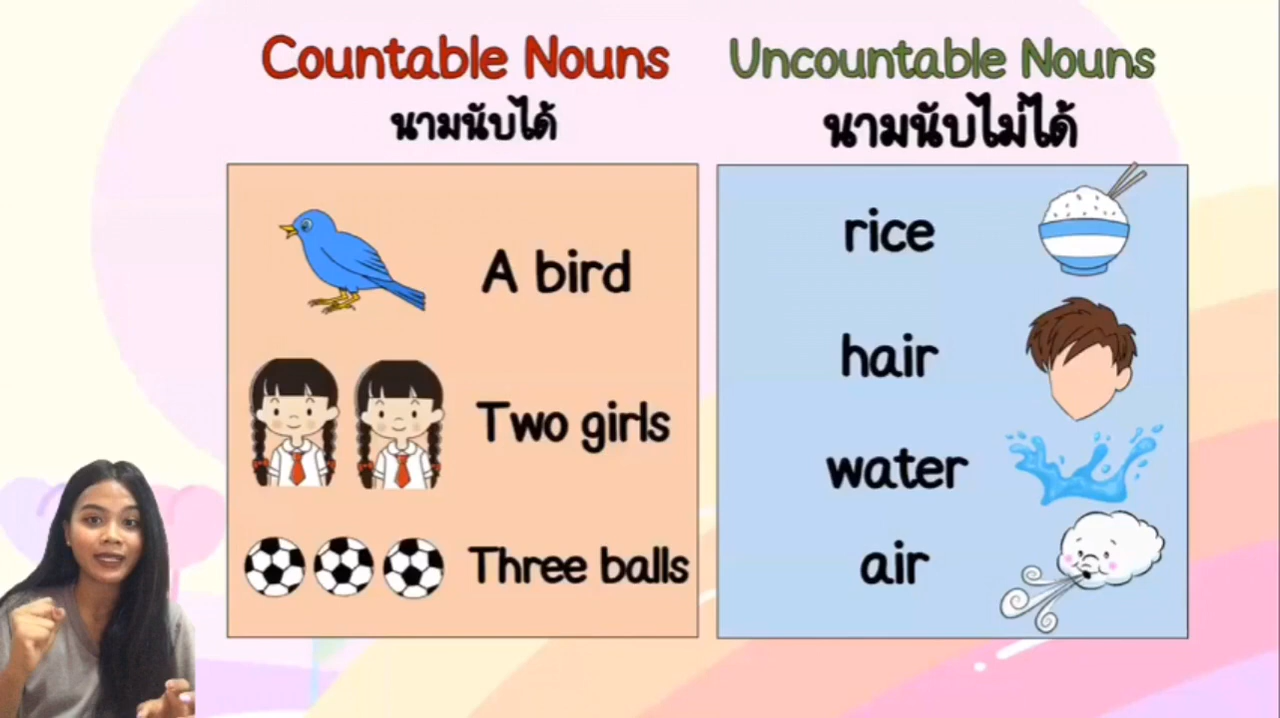 Countable Nouns
นามนับได้
A bird
Two girls
Three balls
Uncountable Nouns
นามนับไม่ได้
rice
hair
water
air